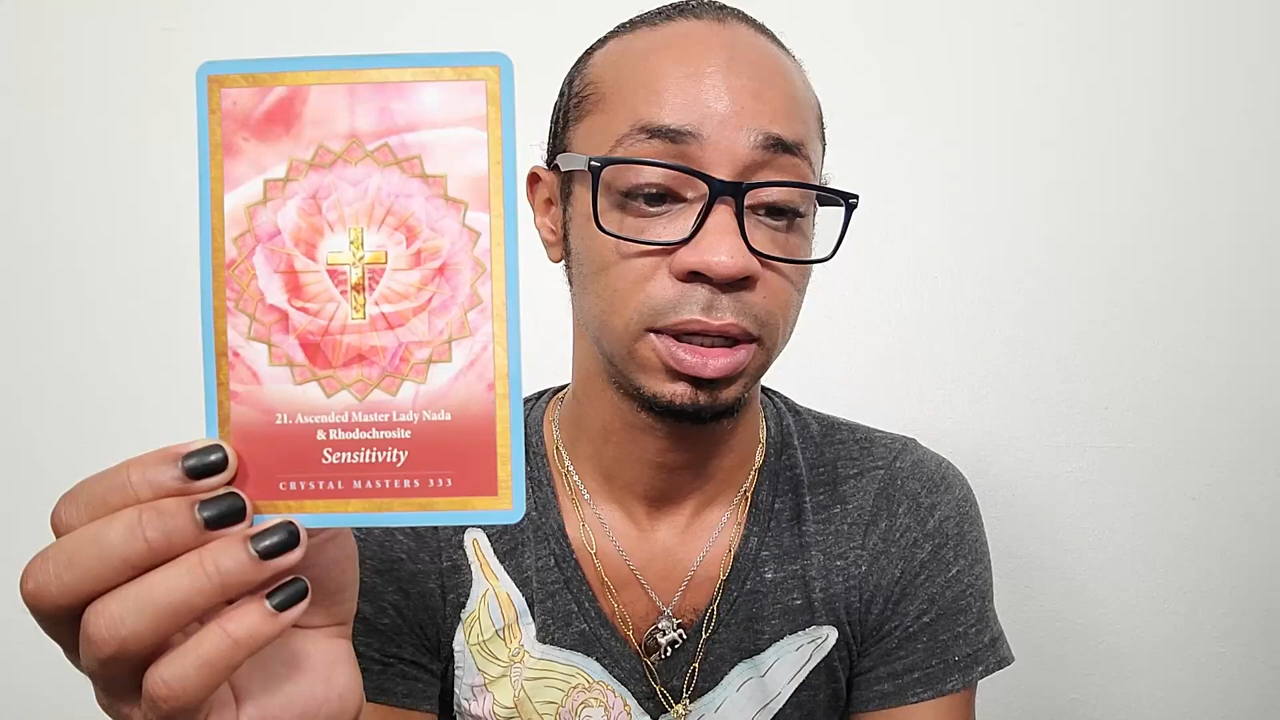 21. Ascended Master Lady Nada
& Rhodochrosite
Sensitivity
CRYSTAL MASTERS 333